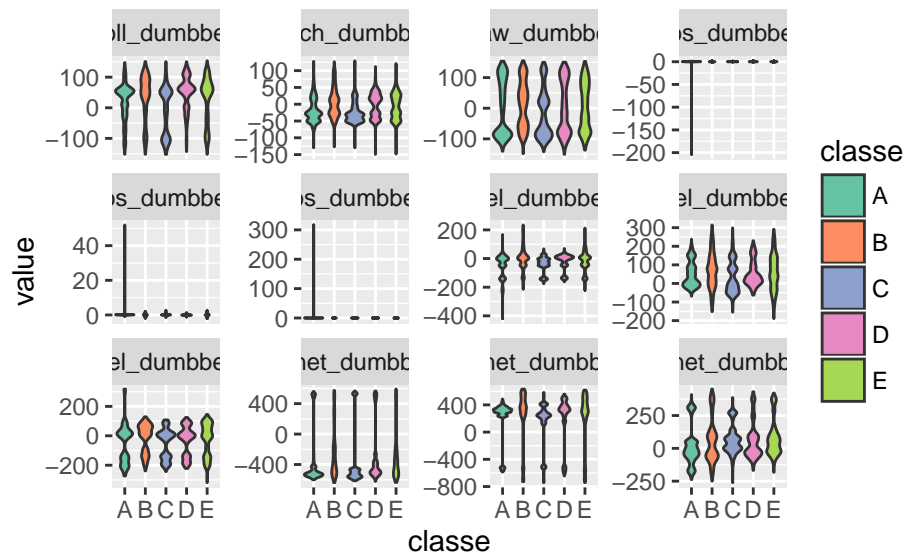 oll_dumbbe
ch_dumbbe
aw_dumbbe
os_dumbbe
100
0
−100
100
50
0
−50
−100
−150
100
0
−100
0
−50
−100
−150
−200
os_dumbbe
os_dumbbe
el_dumbbe
el_dumbbe
40
20
0
300
200
100
0
200
0
−200
−400
300
200
100
0
−100
−200
el_dumbbe
net_dumbbe
net_dumbbe
net_dumbbe
200
0
−200
400
0
−400
400
0
−400
−800
250
0
−250
A B C D E
A B C D E
A B C D E
A B C D E
value
classe
classe
A
B
C
D
E